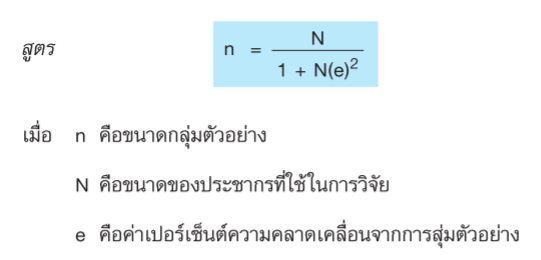 สูตร n = N / 1 + N(e)²
เมื่อ n คือขนาดกลุ่มตัวอย่าง
N คือขนาดของประชากรที่ใช้ในการวิจัย
e คือค่าเปอร์เซ็นต์ความคลาดเคลื่อนจากการสุ่มตัวอย่าง